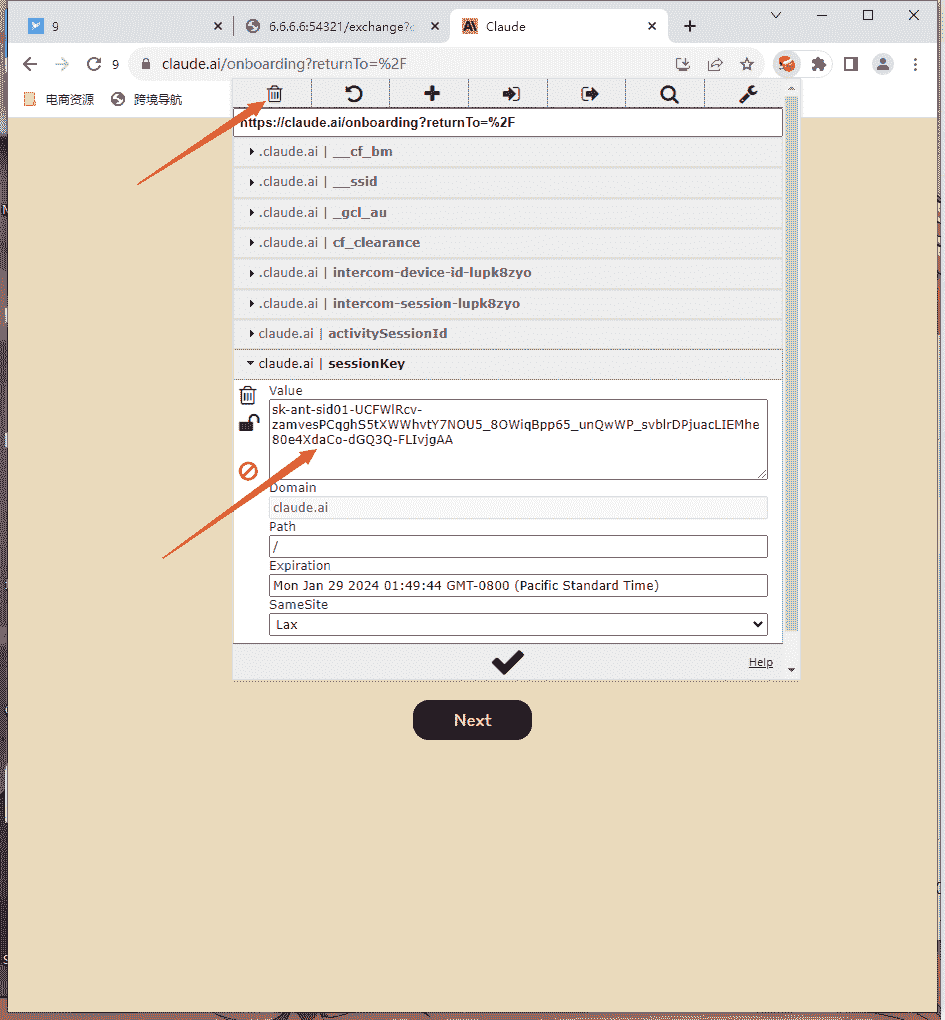 9
6.6.6.6:54321/exchange?c
Claude
9
claude.ai/onboarding?returnTo=%2F
电商资源
跨境导航
https://claude.ai/onboarding?returnTo=%2F
.claude.ai | __cf_bm
.claude.ai | __ssid
.claude.ai | _gcl_au
.claude.ai | cf_clearance
.claude.ai | intercom-device-id-lupk8zyo
.claude.ai | intercom-session-lupk8zyo
claude.ai | activitySessionId
claude.ai | sessionKey
Value
sk-ant-sid01-UCFWlRcv-
zamvesPCqghS5tXWWhvtY7NOU5_8OWiqBpp65_unQwWP_svblrDPjuacLIEMhe
80e4XdaCo-dGQ3Q-FLIvjgAA
Domain
claude.ai
Path
/
Expiration
Mon Jan 29 2024 01:49:44 GMT-0800 (Pacific Standard Time)
SameSite
Lax
Help
Next